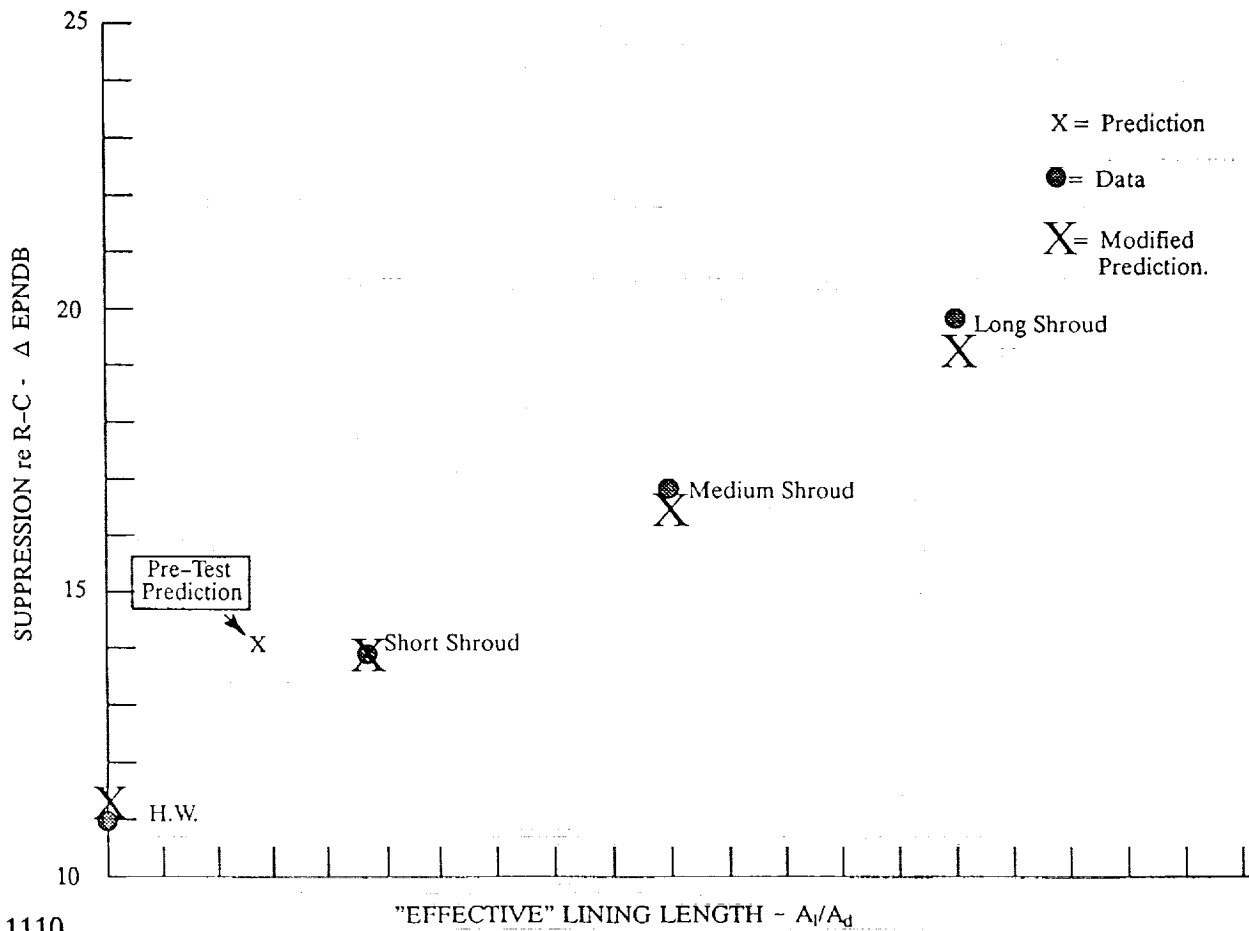 25
X = Prediction
= Data
X = Modified
Prediction.
20
Long Shroud
SUPPRESSION re R-C - Δ EPNDB
Medium Shroud
15
Pre-Test
Prediction
X
Short Shroud
H.W.
10
"EFFECTIVE" LINING LENGTH - Al/Ad
1110